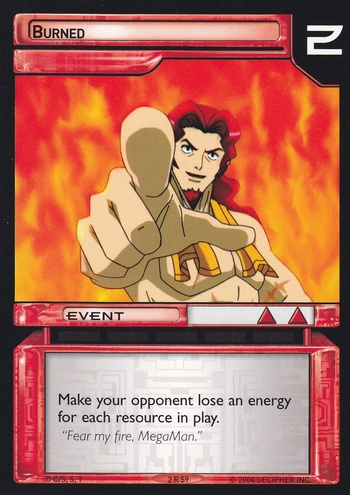 BURNED
2
EVENT
Make your opponent lose an energy
for each resource in play.
"Fear my fire, MegaMan."
2 R 59
© 2004 DECIPHER INC.